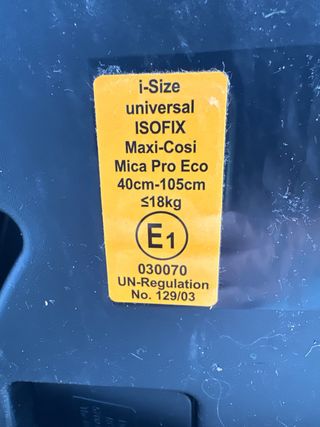 i-Size
universal
ISOFIX
Maxi-Cosi
Mica Pro Eco
40cm-105cm
≤18kg
E1
030070
UN-Regulation
No. 129/03